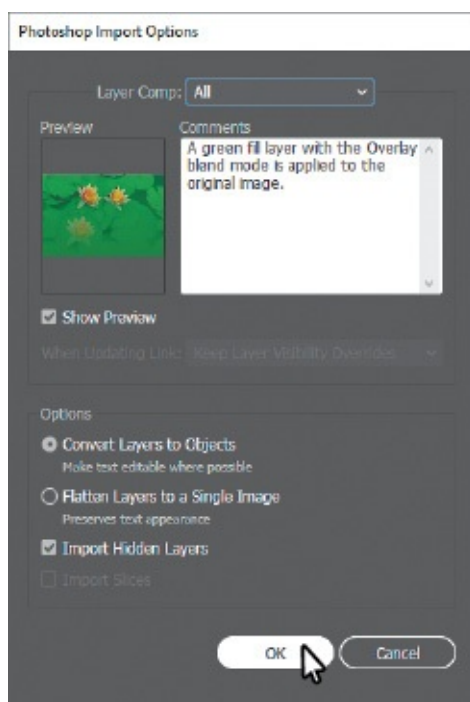 Photoshop Import Options
Layer Comp: All
Preview
Comments
A green fill layer with the Overlay
blend mode is applied to the
original image.
Show Preview
When Updating Link: Keep Layer Visibility Overrides
Options
Convert Layers to Objects
Make text editable where possible
Flatten Layers to a Single Image
Preserves text appearance
Import Hidden Layers
Import Slices
OK
Cancel